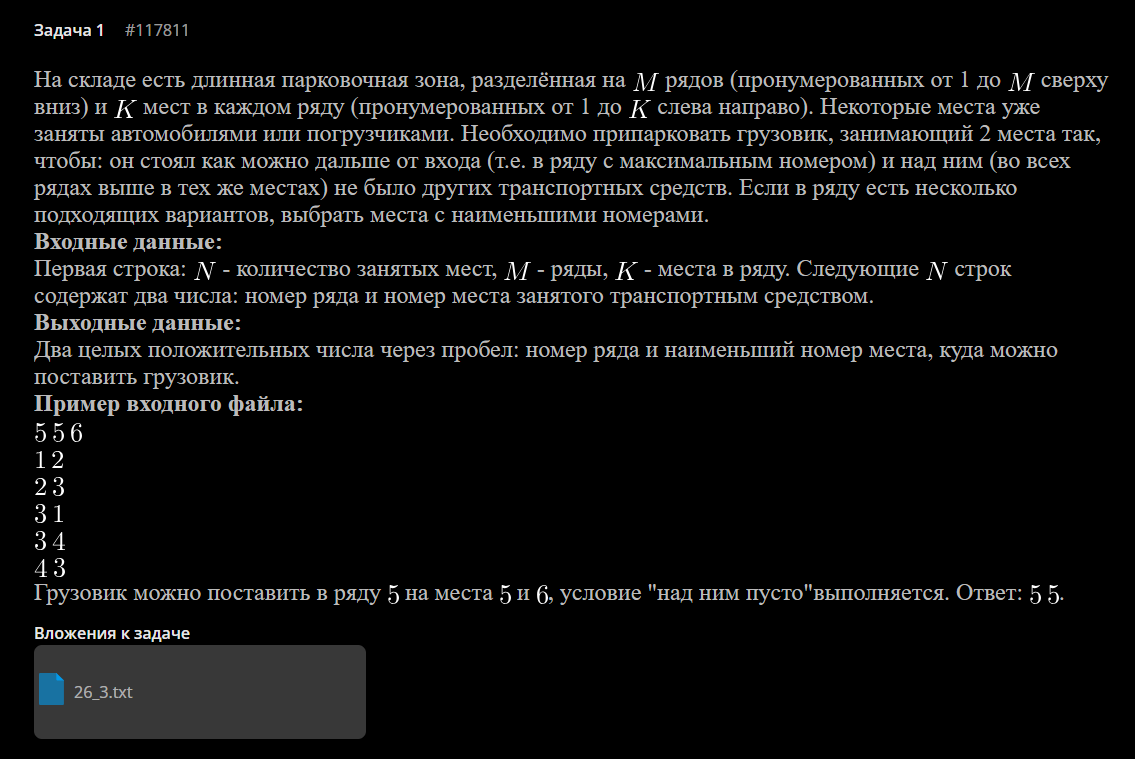 Задача 1 #117811
На складе есть длинная парковочная зона, разделённая на M рядов (пронумерованных от 1 до M сверху
вниз) и K мест в каждом ряду (пронумерованных от 1 до K слева направо). Некоторые места уже
заняты автомобилями или погрузчиками. Необходимо припарковать грузовик, занимающий 2 места так,
чтобы: он стоял как можно дальше от входа (т.е. в ряду с максимальным номером) и над ним (во всех
рядах выше в тех же местах) не было других транспортных средств. Если в ряду есть несколько
подходящих вариантов, выбрать места с наименьшими номерами.
Входные данные:
Первая строка: N - количество занятых мест, M - ряды, K - места в ряду. Следующие N строк
содержат два числа: номер ряда и номер места занятого транспортным средством.
Выходные данные:
Два целых положительных числа через пробел: номер ряда и наименьший номер места, куда можно
поставить грузовик.
Пример входного файла:
5 5 6
1 2
2 3
3 1
3 4
4 3
Грузовик можно поставить в ряду 5 на места 5 и 6, условие "над ним пусто"выполняется. Ответ: 5 5.
Вложения к задаче
26_3.txt